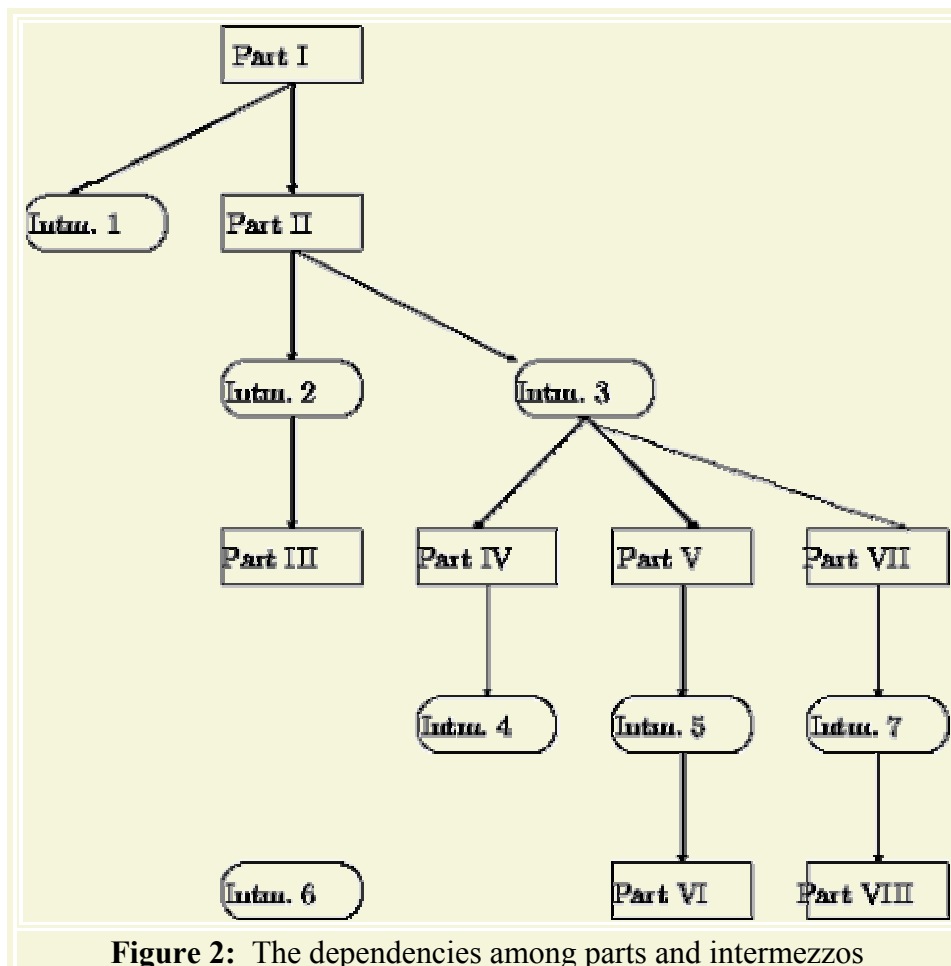 Part I
Intm. 1
Part II
Intm. 2
Intm. 3
Part III
Part IV
Part V
Part VII
Intm. 4
Intm. 5
Intm. 7
Intm. 6
Part VI
Part VIII
Figure 2: The dependencies among parts and intermezzos